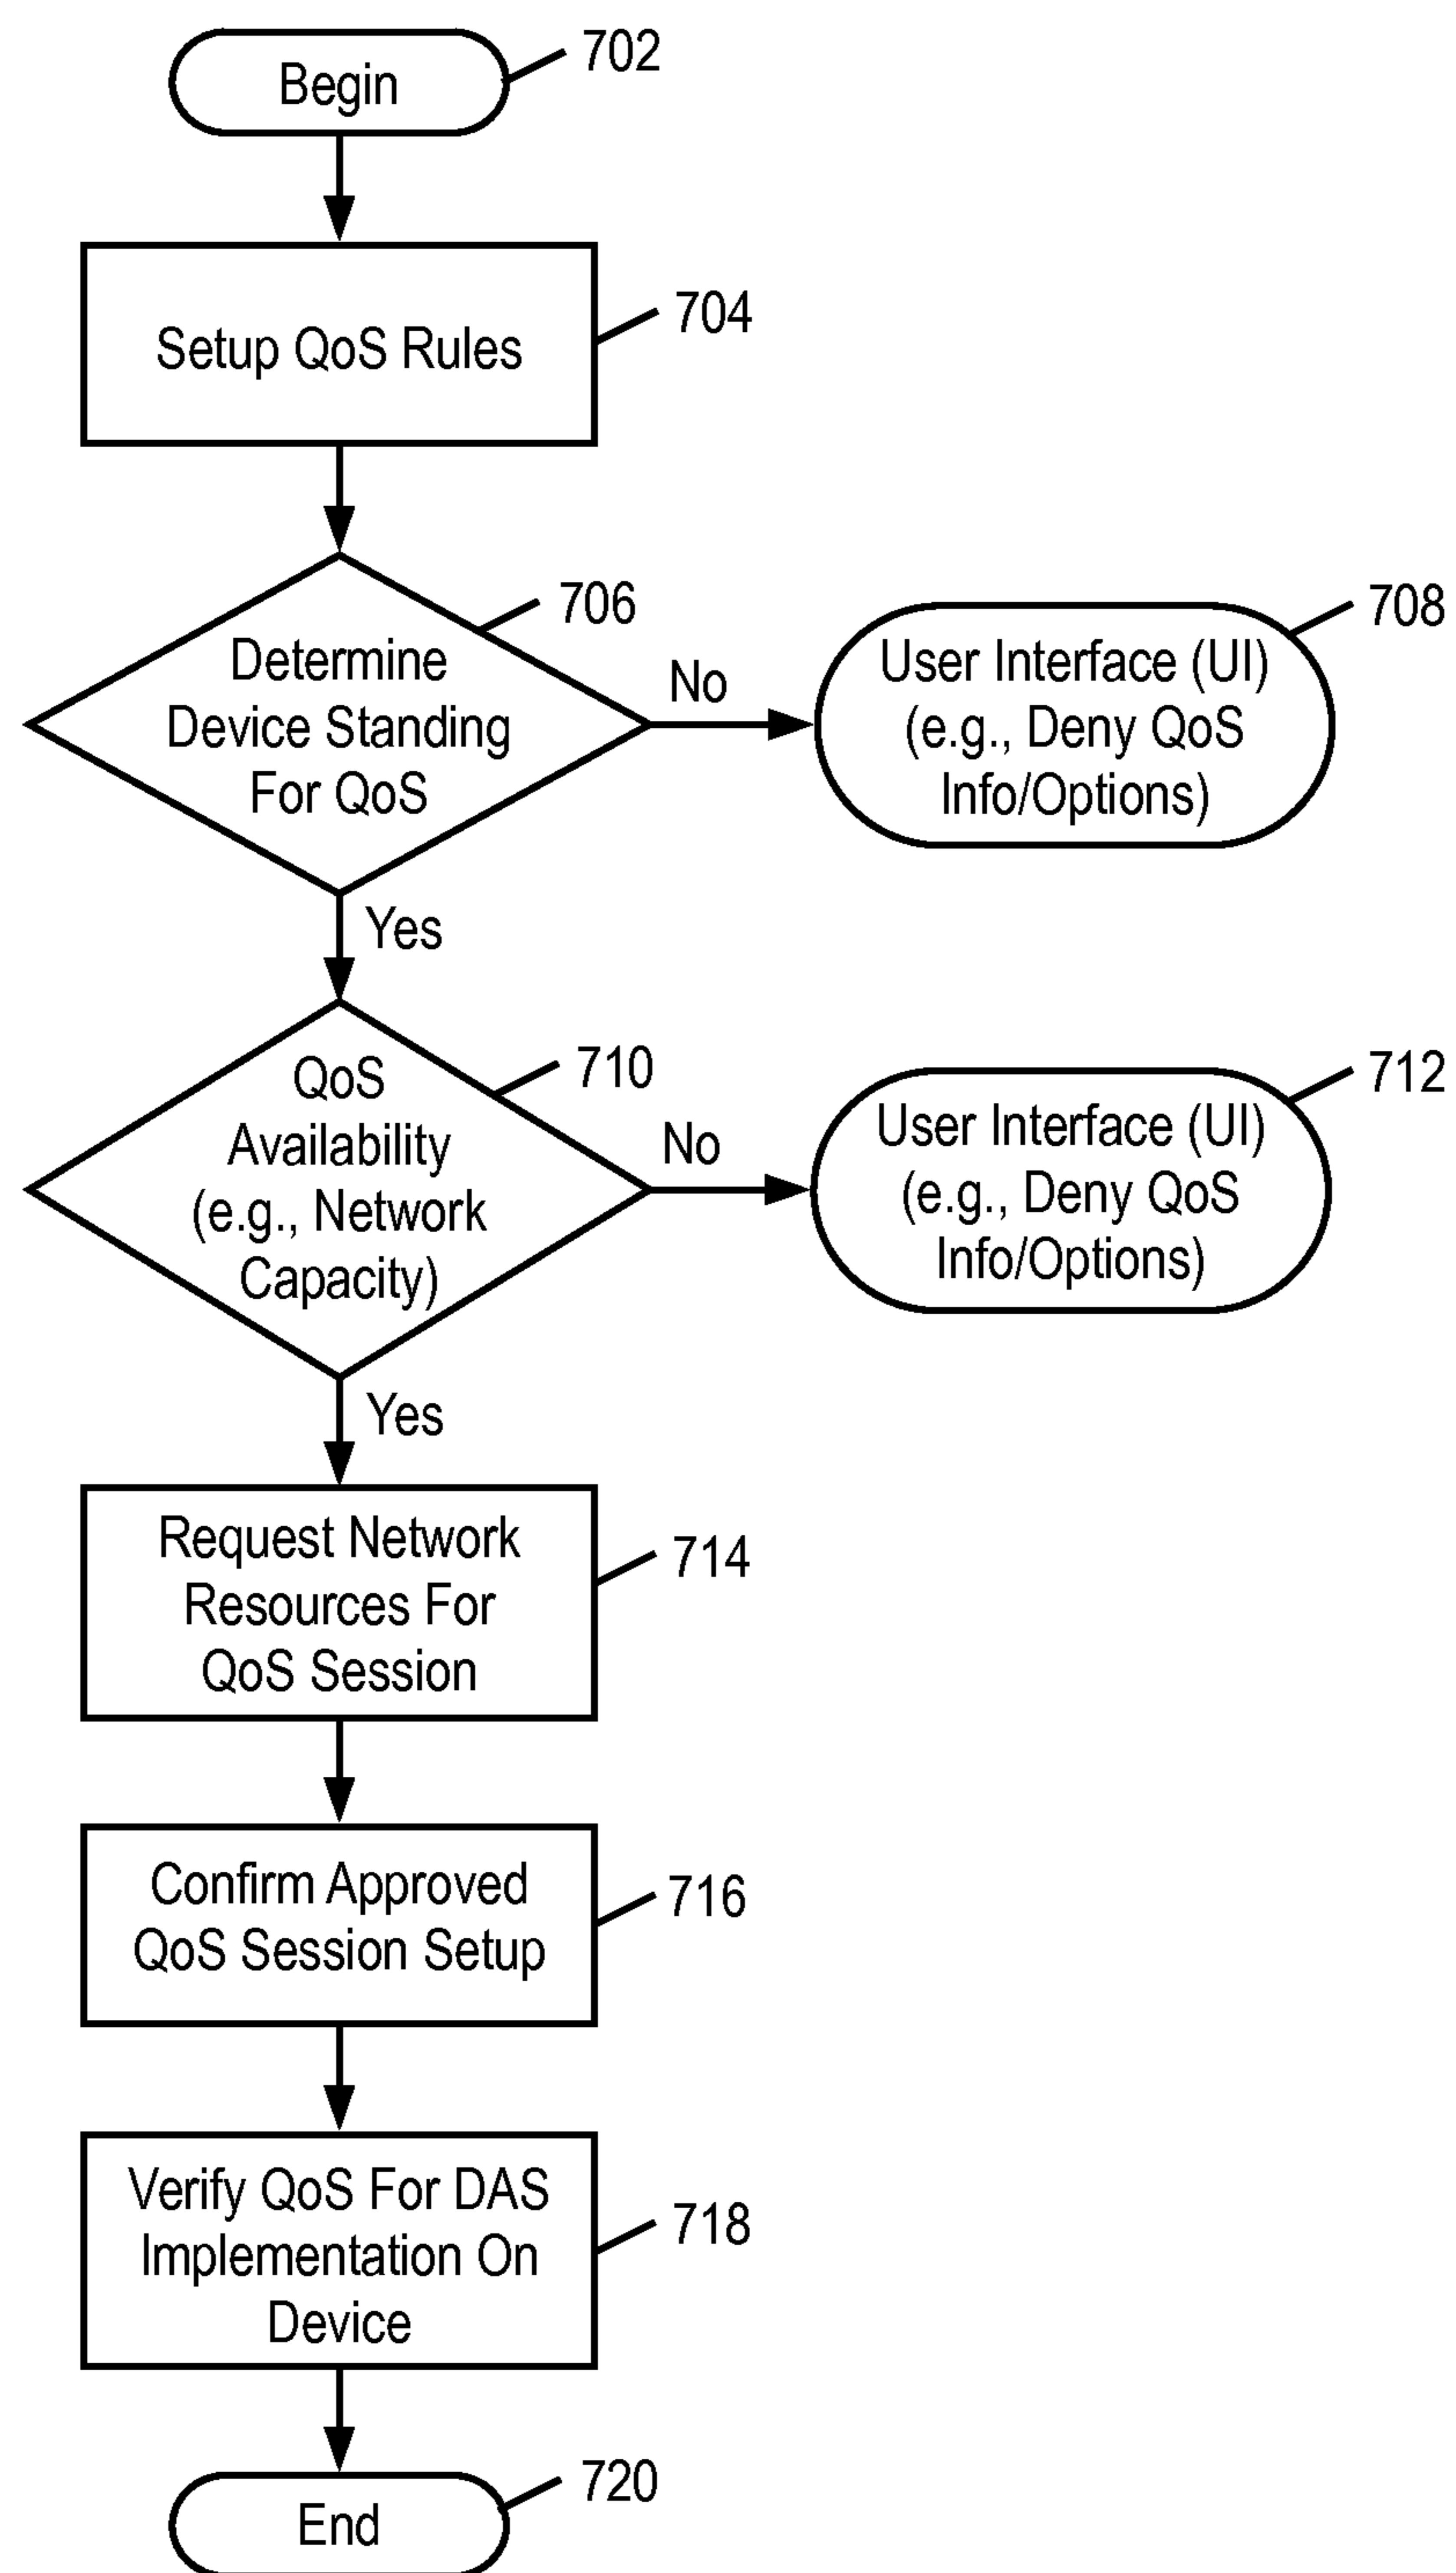 Begin
702
Setup QoS Rules
704
Determine
Device Standing
For QoS
706
No
User Interface (UI)
(e.g., Deny QoS
Info/Options)
708
Yes
QoS
Availability
(e.g., Network
Capacity)
710
No
User Interface (UI)
(e.g., Deny QoS
Info/Options)
712
Yes
Request Network
Resources For
QoS Session
714
Confirm Approved
QoS Session Setup
716
Verify QoS For DAS
Implementation On
Device
718
End
720